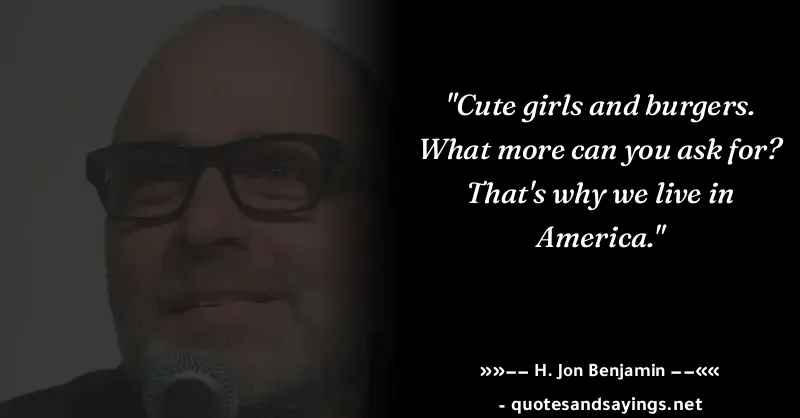 "Cute girls and burgers.
What more can you ask for?
That's why we live in
America."
»»–– H. Jon Benjamin ––««
- quotesandsayings.net